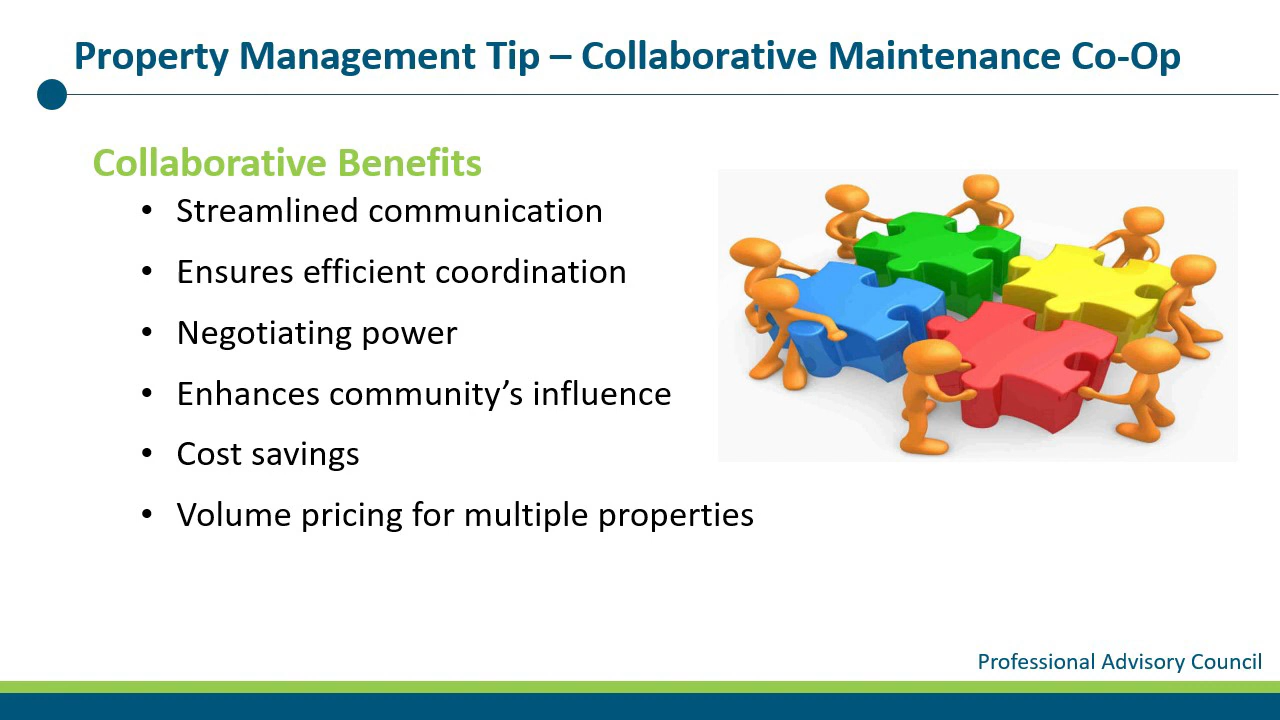 Property Management Tip – Collaborative Maintenance Co-Op
Collaborative Benefits
• Streamlined communication
• Ensures efficient coordination
• Negotiating power
• Enhances community’s influence
• Cost savings
• Volume pricing for multiple properties
Professional Advisory Council